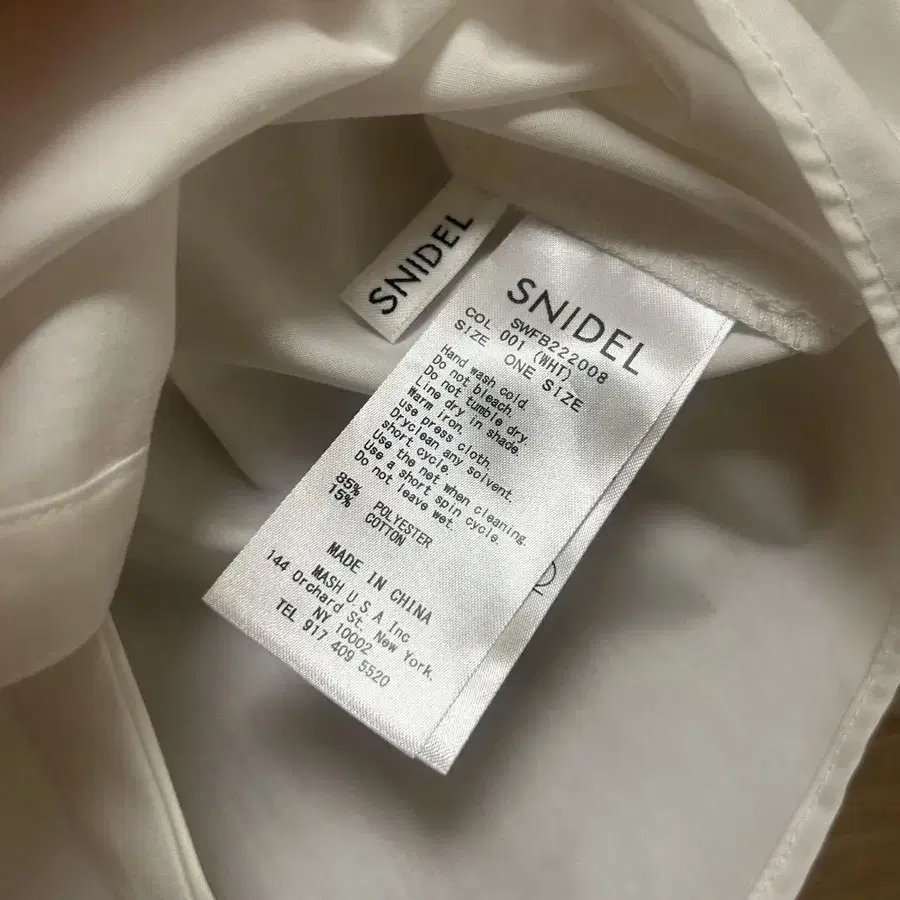 SNIDEL
SNIDEL
SWFB222008
COL 001 (WHI)
SIZE ONE SIZE
Hand wash cold.
Do not bleach.
Do not tumble dry.
Line dry in shade.
Warm iron,
use press cloth.
Dryclean any solvent.
short cycle.
Use the net when cleaning.
Use a short spin cycle.
Do not leave wet.
85% POLYESTER
15% COTTON
MADE IN CHINA
MASH U.S.A Inc
144 Orchard St. New York.
NY 10002
TEL 917 409 5520